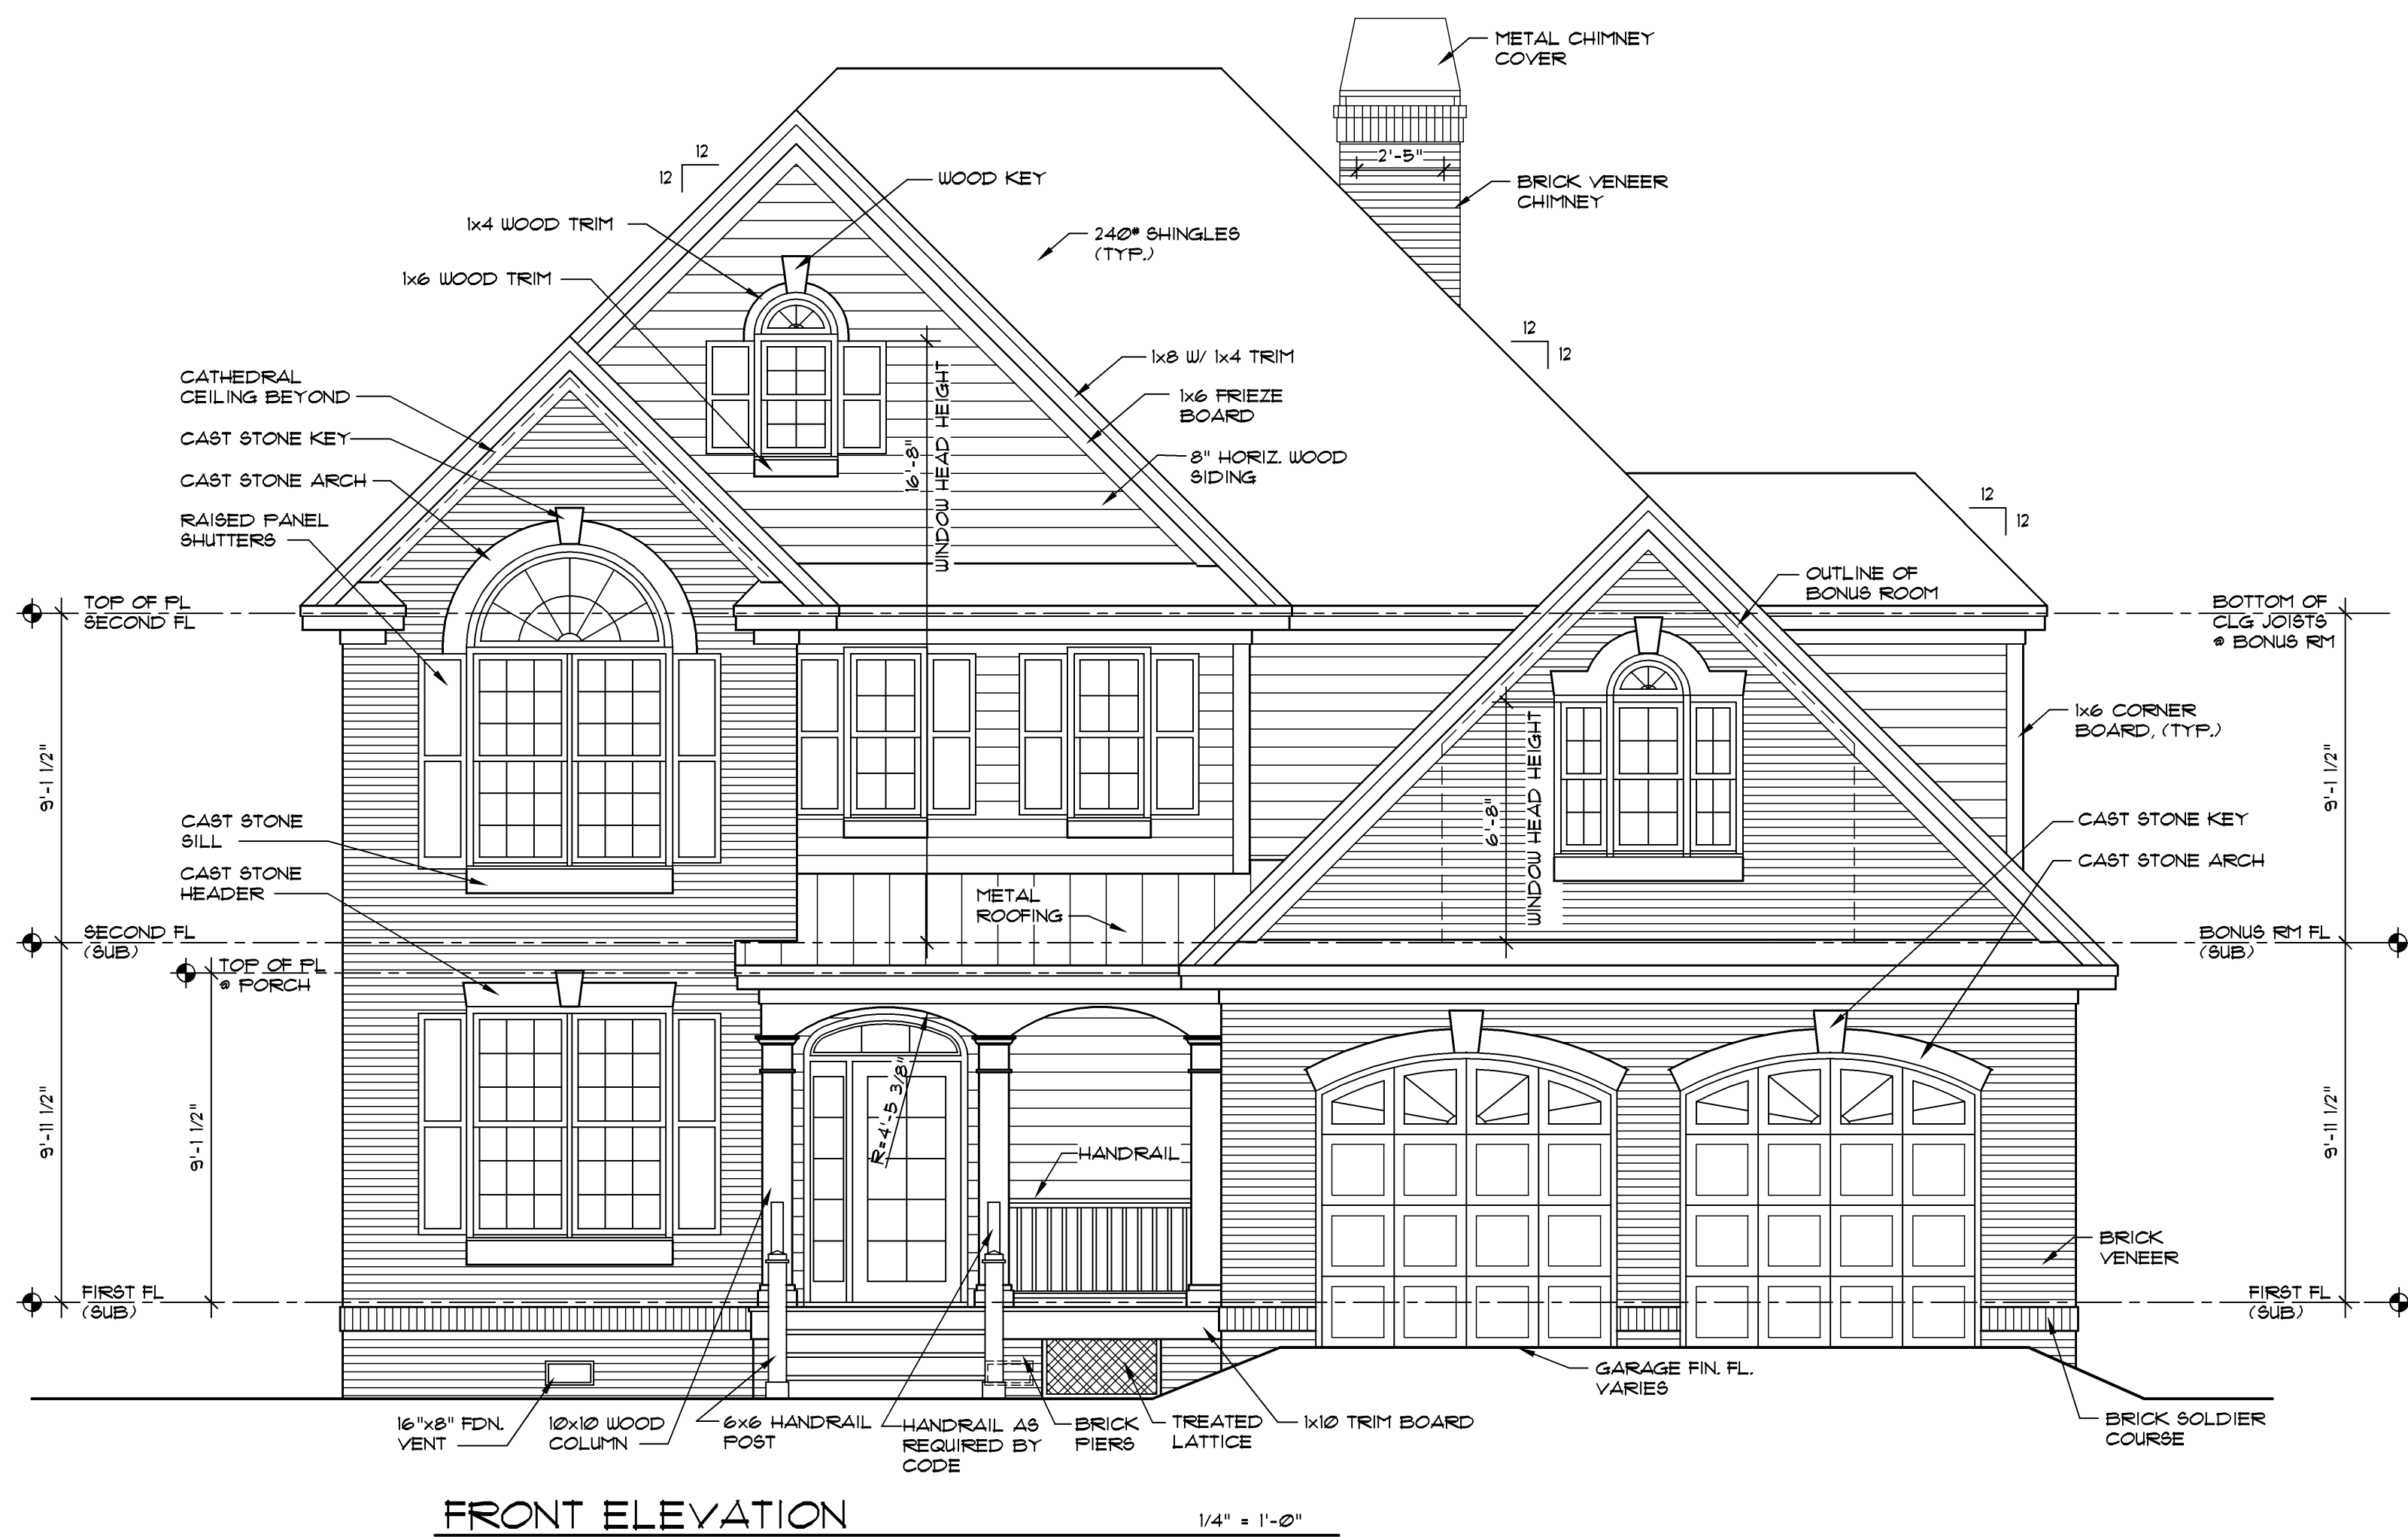 METAL CHIMNEY
COVER
2'-5"
12
12
WOOD KEY
BRICK VENEER
CHIMNEY
1x4 WOOD TRIM
240# SHINGLES
(TYP.)
1x6 WOOD TRIM
12
12
1x8 W/ 1x4 TRIM
CATHEDRAL
CEILING BEYOND
1x6 FRIEZE
BOARD
CAST STONE KEY
16'-8"
WINDOW HEAD HEIGHT
8" HORIZ. WOOD
SIDING
CAST STONE ARCH
12
12
RAISED PANEL
SHUTTERS
OUTLINE OF
BONUS ROOM
TOP OF PL
SECOND FL
BOTTOM OF
CLG JOISTS
@ BONUS RM
1x6 CORNER
BOARD, (TYP.)
9'-1 1/2"
6'-8"
WINDOW HEAD HEIGHT
9'-1 1/2"
CAST STONE
SILL
CAST STONE KEY
CAST STONE
HEADER
CAST STONE ARCH
METAL
ROOFING
SECOND FL
(SUB)
BONUS RM FL
(SUB)
TOP OF PL
@ PORCH
R=4'-5 3/8"
9'-11 1/2"
9'-1 1/2"
HANDRAIL
9'-11 1/2"
BRICK
VENEER
FIRST FL
(SUB)
FIRST FL
(SUB)
GARAGE FIN. FL.
VARIES
16"x8" FDN.
VENT
10x10 WOOD
COLUMN
6x6 HANDRAIL
POST
HANDRAIL AS
REQUIRED BY
CODE
BRICK
PIERS
TREATED
LATTICE
1x10 TRIM BOARD
BRICK SOLDIER
COURSE
FRONT ELEVATION
1/4" = 1'-0"